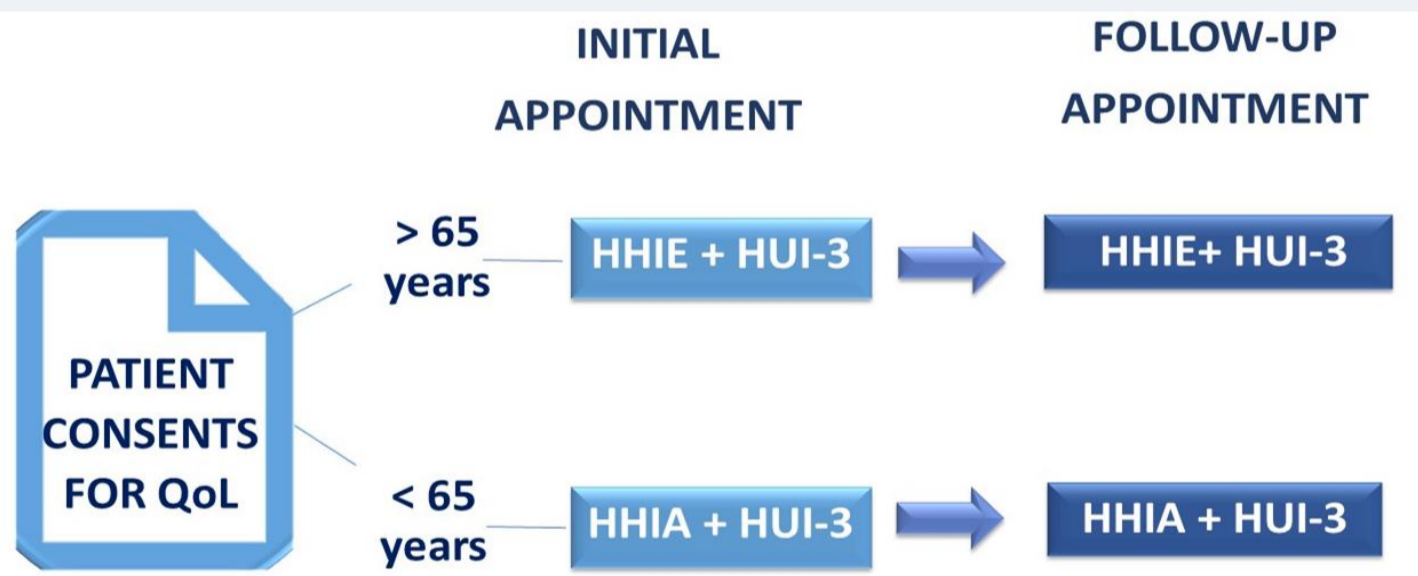 INITIAL
APPOINTMENT
FOLLOW-UP
APPOINTMENT
PATIENT
CONSENTS
FOR QoL
> 65
years
HHIE + HUI-3
HHIE+ HUI-3
< 65
years
HHIA + HUI-3
HHIA + HUI-3